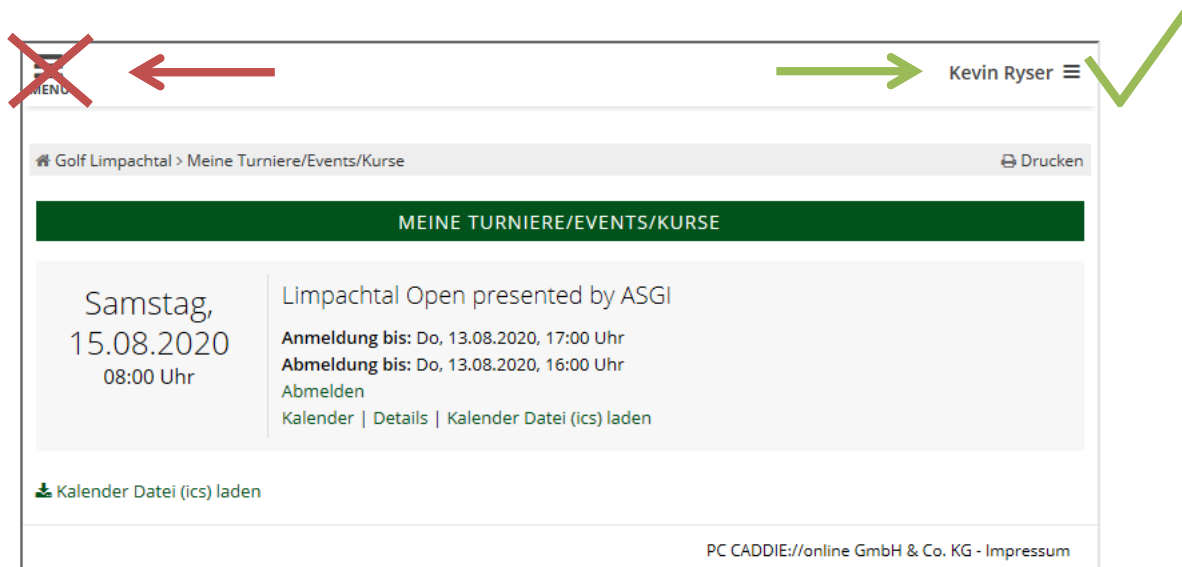 MENÜ
Kevin Ryser
Golf Limpachtal > Meine Turniere/Events/Kurse
Drucken
MEINE TURNIERE/EVENTS/KURSE
Samstag,
15.08.2020
08:00 Uhr
Limpachtal Open presented by ASGI
Anmeldung bis: Do, 13.08.2020, 17:00 Uhr
Abmeldung bis: Do, 13.08.2020, 16:00 Uhr
Abmelden
Kalender | Details | Kalender Datei (ics) laden
Kalender Datei (ics) laden
PC CADDIE://online GmbH & Co. KG - Impressum